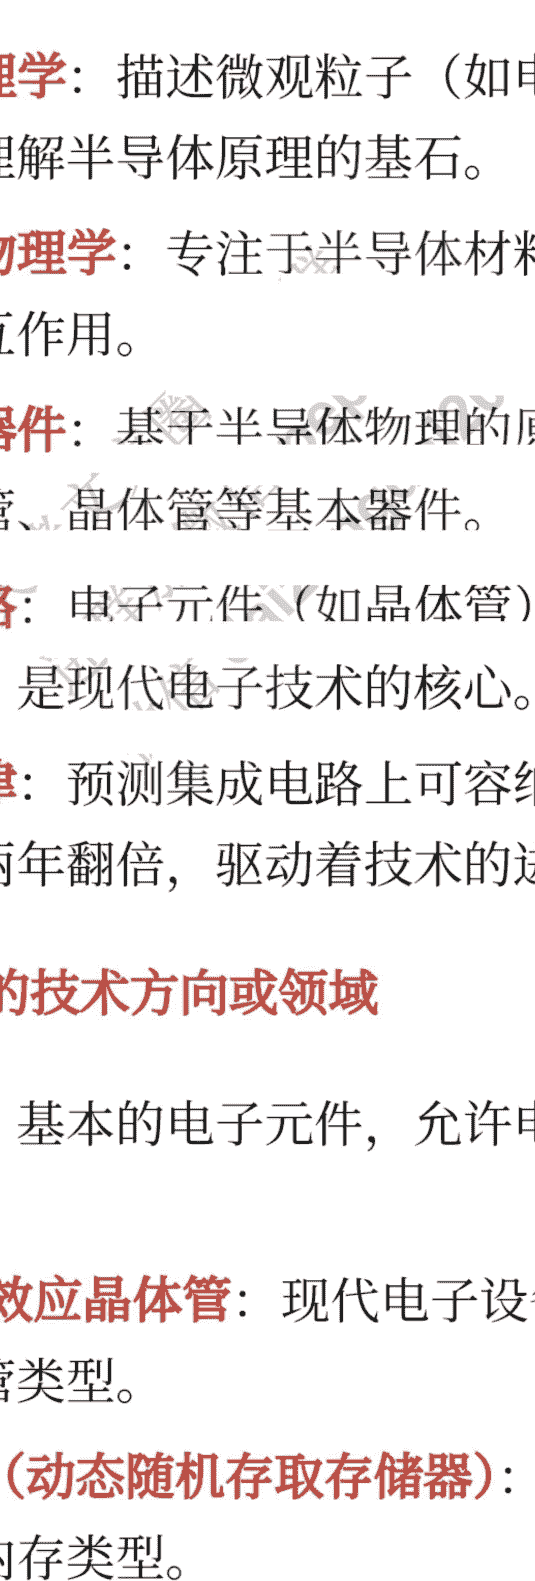 理学：描述微观粒子（如电
理解半导体原理的基石。
物理学：专注于半导体材料
互作用。
器件：基于半导体物理的原
管、晶体管等基本器件。
路：电子元件（如晶体管）
是现代电子技术的核心。
律：预测集成电路上可容纳
两年翻倍，驱动着技术的进
的技术方向或领域
基本的电子元件，允许电
效应晶体管：现代电子设备
管类型。
（动态随机存取存储器）：
内存类型。